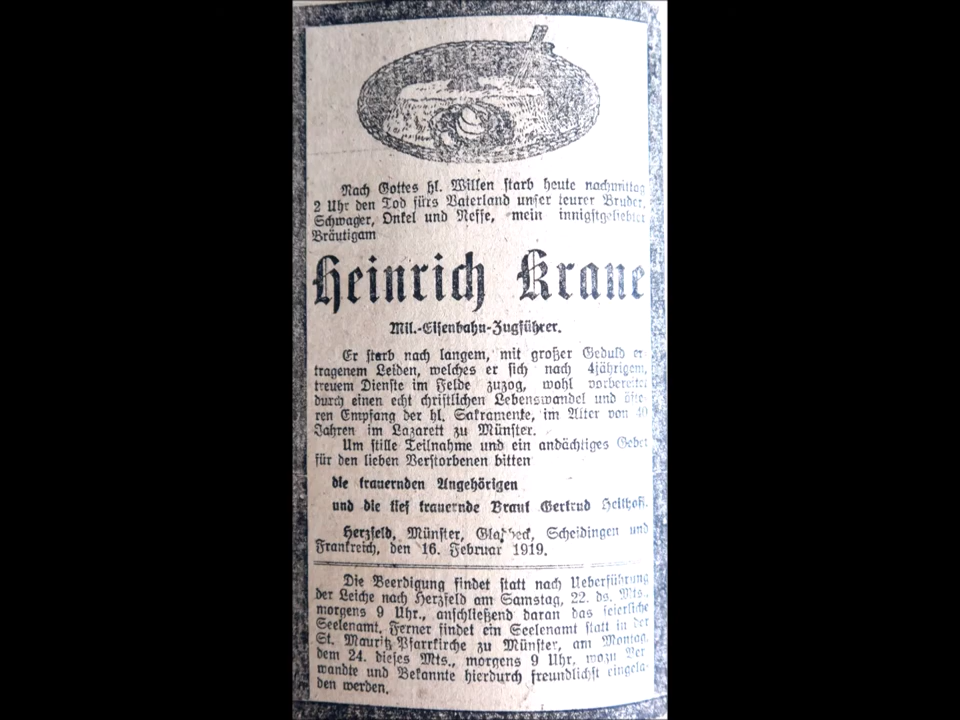 Nach Gottes hl. Willen starb heute nachmittag
2 Uhr den Tod fürs Vaterland unser teurer Bruder,
Schwager, Onkel und Neffe, mein innigstgeliebter
Bräutigam
Heinrich Krane
Mil.-Eisenbahn-Zugführer.
Er starb nach langem, mit großer Geduld er-
tragenem Leiden, welches er sich nach 4jährigem,
treuem Dienste im Felde zuzog, wohl vorbereitet
durch einen echt christlichen Lebenswandel und öfte-
ren Empfang der hl. Sakramente, im Alter von 40
Jahren im Lazarett zu Münster.
Um stille Teilnahme und ein andächtiges Gebet
für den lieben Verstorbenen bitten
die trauernden Angehörigen
und die tief trauernde Braut Gertrud
Herzfeld, Münster, Gladbeck, Scheidingen und
Frankreich, den 16. Februar 1919.
Die Beerdigung findet statt nach Ueberführung
der Leiche nach Herzfeld am Samstag, 22. ds. Mts.,
morgens 9 Uhr., anschließend daran das feierliche
Seelenamt. Ferner findet ein Seelenamt statt in der
St. Mauritz-Pfarrkirche zu Münster, am Montag,
dem 24. dieses Mts., morgens 9 Uhr, wozu Ver-
wandte und Bekannte hierdurch freundlichst eingela-
den werden.